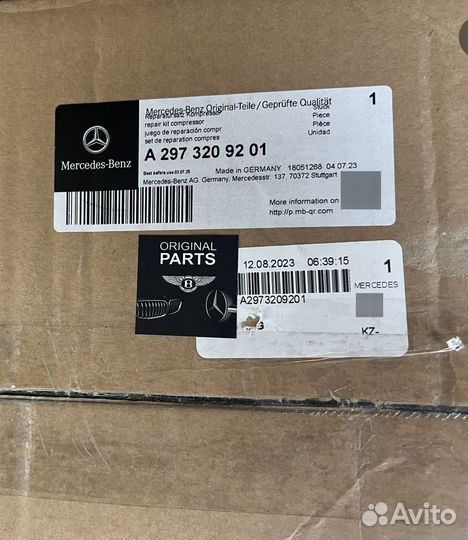 Mercedes-Benz
Mercedes-Benz Original-Teile/Geprüfte Qualität
1
Reparatursatz Kompressor
Stück
repair kit compressor
Piece
juego de reparación compr
Pièce
set de reparation compres
Unidad
A 297 320 92 01
Made in GERMANY 18051268 04.07.23
Best before use 03.07.26
Mercedes-Benz AG. Germany, Mercedesstr. 137, 70372 Stuttgart
More information on
http://p.mb-qr.com
ORIGINAL
PARTS
B
12.08.2023 06:39:15
1
MERCEDES
A2973209201
KZ-
Avito